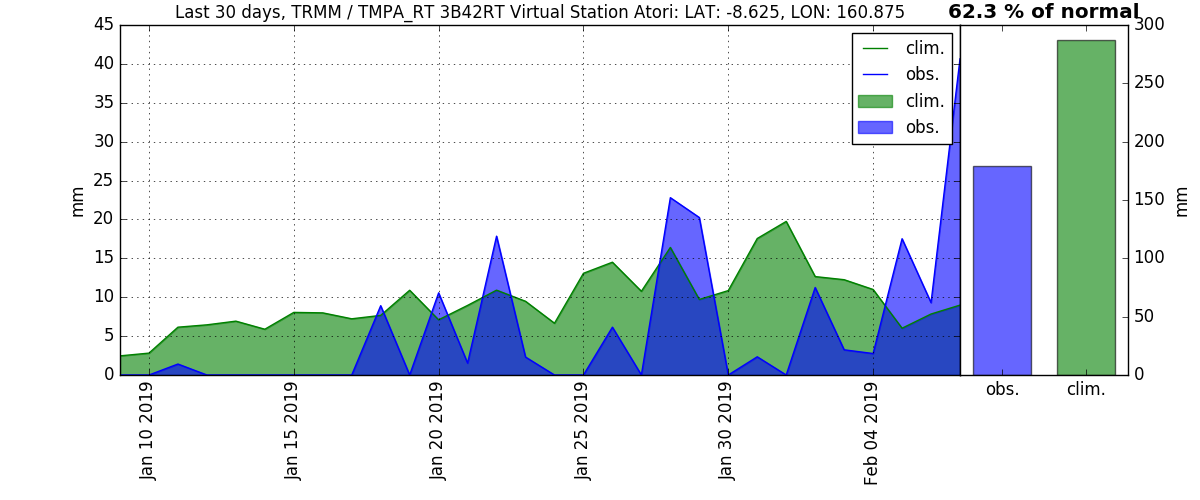 Last 30 days, TRMM / TMPA_RT 3B42RT Virtual Station Atori: LAT: -8.625, LON: 160.875
62.3 % of normal
mm
45
40
35
30
25
20
15
10
5
0
clim.
obs.
clim.
obs.
Jan 10 2019
Jan 15 2019
Jan 20 2019
Jan 25 2019
Jan 30 2019
Feb 04 2019
300
250
200
150
100
50
0
mm
obs.
clim.